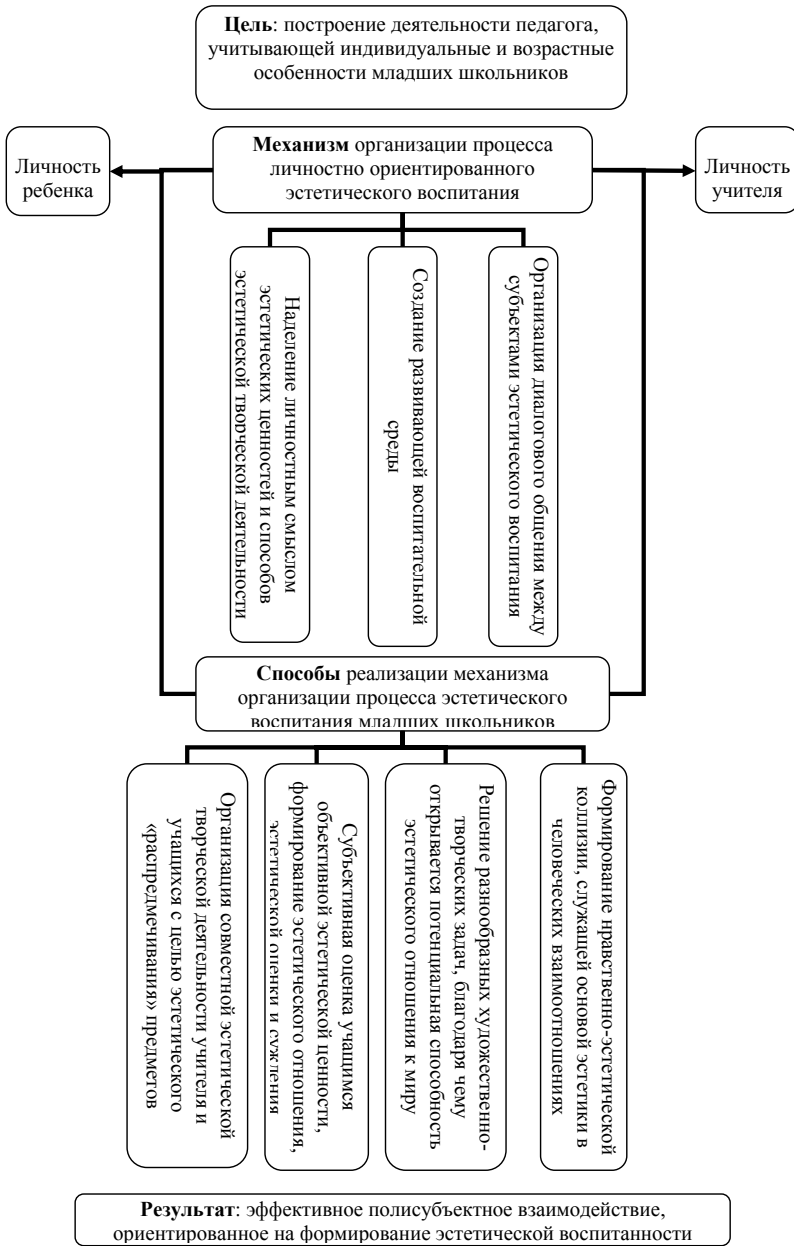 Цель: построение деятельности педагога,
учитывающей индивидуальные и возрастные
особенности младших школьников
Личность
ребенка
Механизм организации процесса
личностно ориентированного
эстетического воспитания
Личность
учителя
Наделение личностным смыслом
эстетических ценностей и способов
эстетической творческой деятельности
Создание развивающей воспитательной
среды
Организация диалогового общения между
субъектами эстетического воспитания
Способы реализации механизма
организации процесса эстетического
воспитания младших школьников
Организация совместной эстетической
творческой деятельности учителя и
учащихся с целью эстетического
«распредмечивания» предметов
Субъективная оценка учащимся
объективной эстетической ценности,
формирование эстетического отношения,
эстетической оценки и суждения
Решение разнообразных художественно-
творческих задач, благодаря чему
открывается потенциальная способность
эстетического отношения к миру
Формирование нравственно-эстетической
коллизии, служащей основой эстетики в
человеческих взаимоотношениях
Результат: эффективное полисубъектное взаимодействие,
ориентированное на формирование эстетической воспитанности